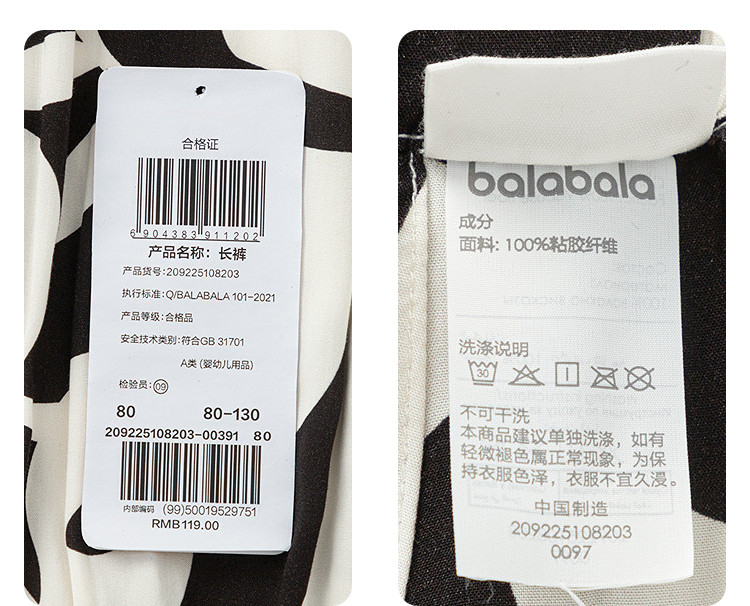 合格证
6 904383 911202
产品名称：长裤
产品货号：209225108203
执行标准：Q/BALABALA 101-2021
产品等级：合格品
安全技术类别：符合GB 31701
A类 (婴幼儿用品)
检验员：09
80 80-130
209225108203-00391 80
内部编码 (99)50019529751
RMB119.00
balabala
成分
面料：100%粘胶纤维
洗涤说明
30
不可干洗
本商品建议单独洗涤，如有
轻微褪色属正常现象，为保
持衣服色泽，衣服不宜久浸。
中国制造
209225108203
0097